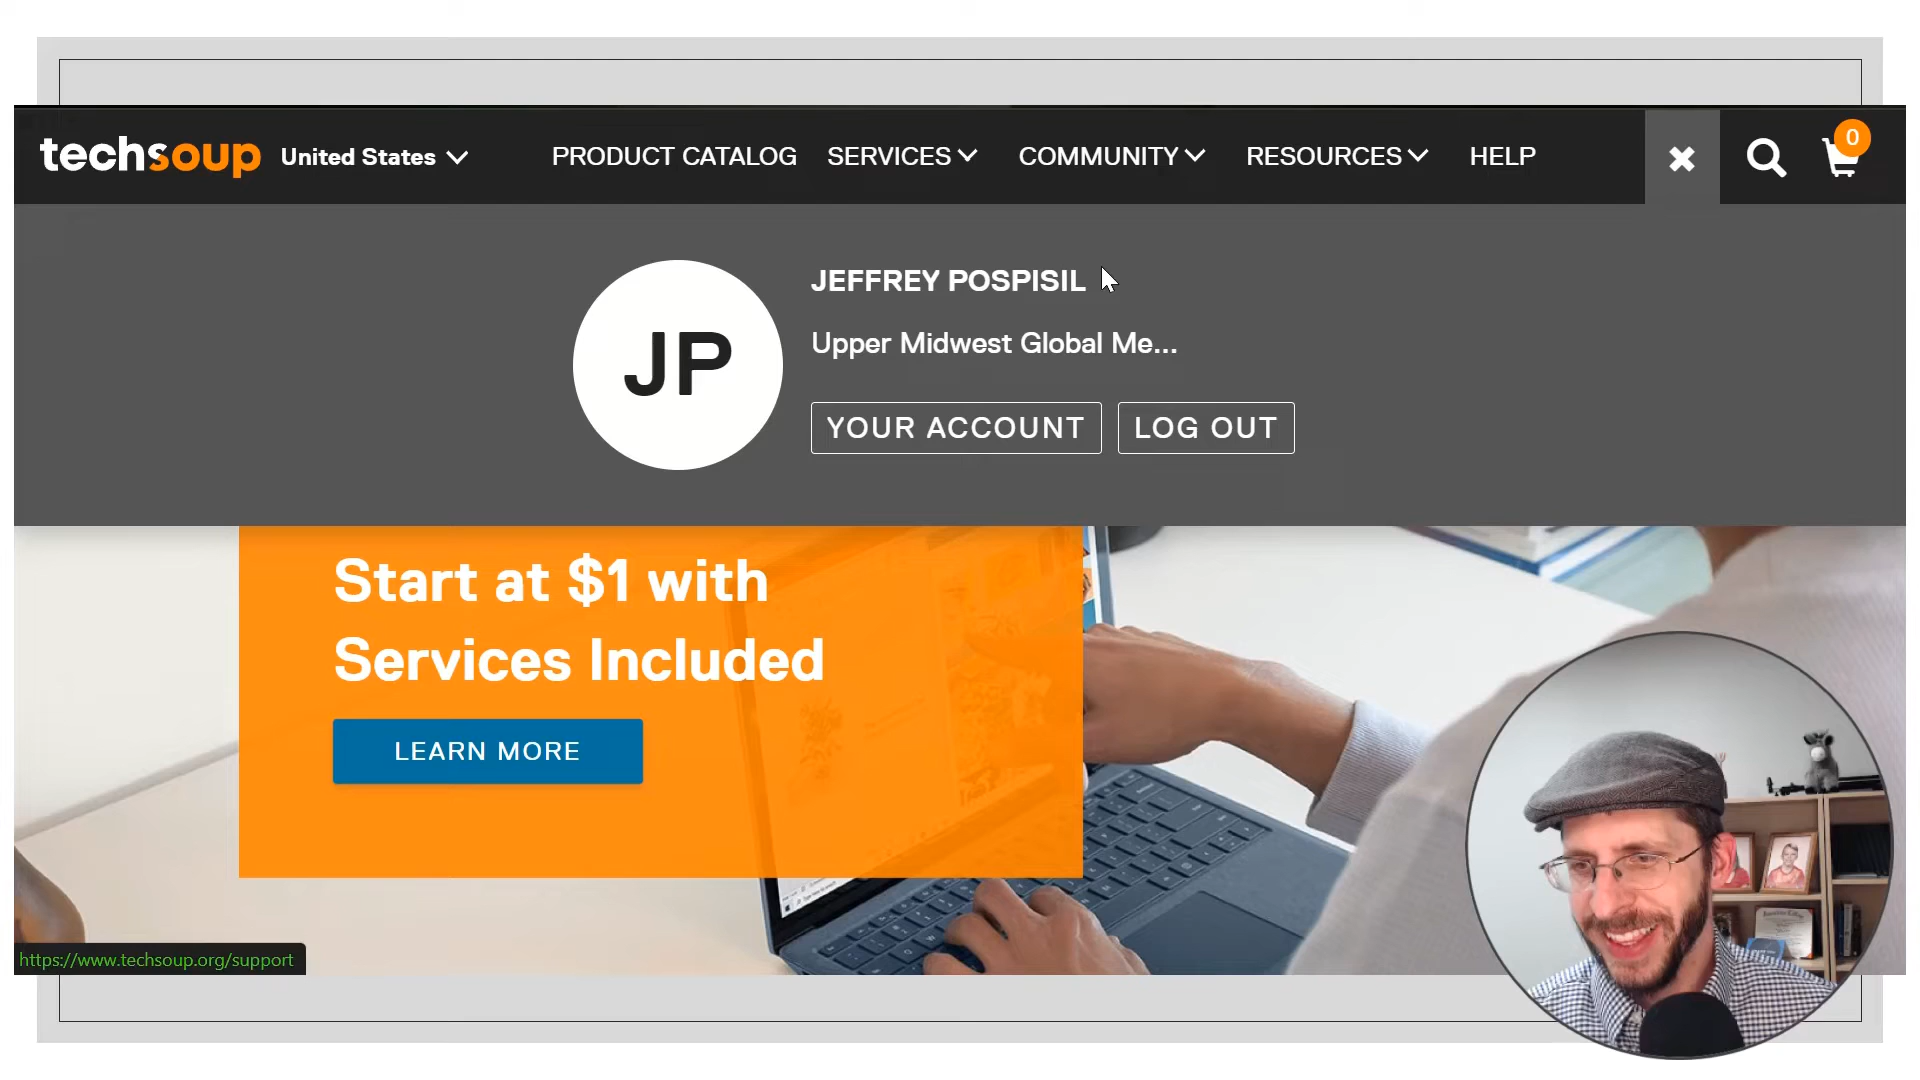 techsoup United States PRODUCT CATALOG SERVICES COMMUNITY RESOURCES HELP 0
JEFFREY POSPISIL
JP
Upper Midwest Global Me...
YOUR ACCOUNT LOG OUT
Start at $1 with
Services Included
LEARN MORE
https://www.techsoup.org/support